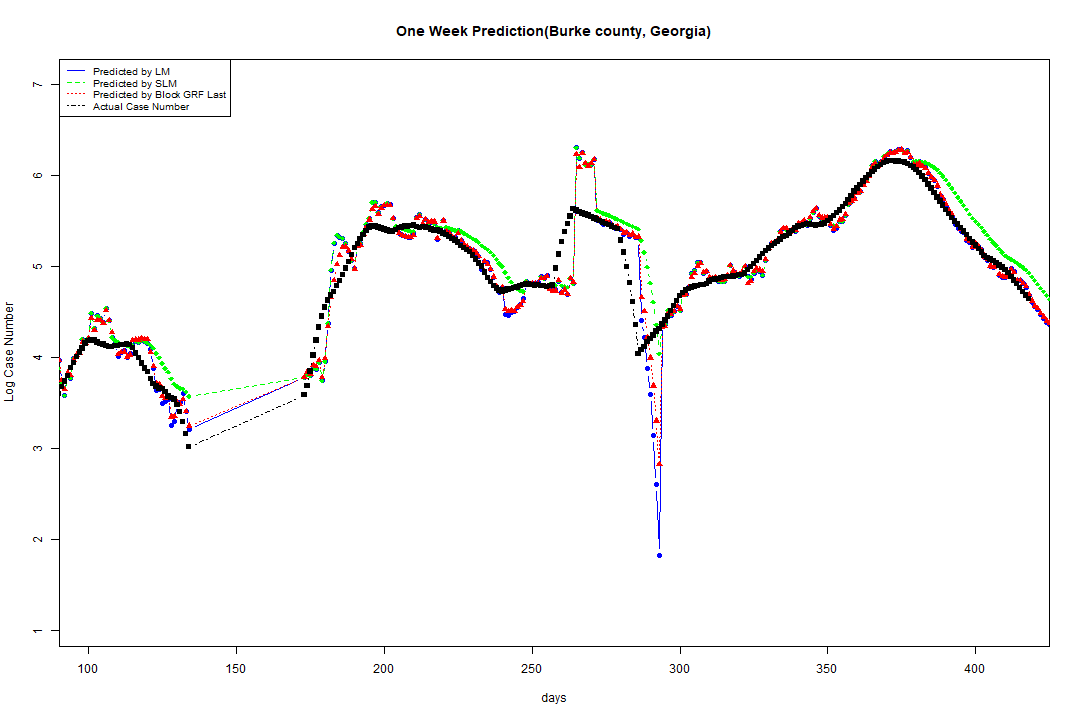 One Week Prediction(Burke county, Georgia)
Predicted by LM
Predicted by SLM
Predicted by Block GRF Last
Actual Case Number
Log Case Number
7
6
5
4
3
2
1
100 150 200 250 300 350 400
days